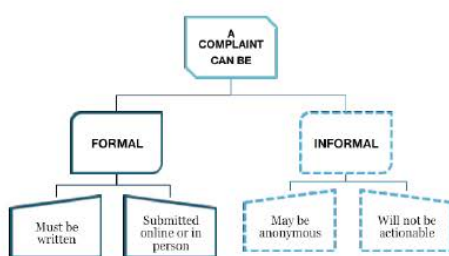 A
COMPLAINT
CAN BE
FORMAL
INFORMAL
Must be
written
Submitted
online or in
person
May be
anonymous
Will not be
actionable